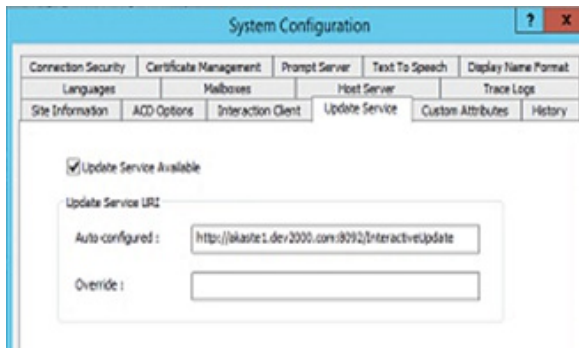 System Configuration
? X
Connection Security Certificate Management Prompt Server Text To Speech Display Name Format
Languages Mailboxes Host Server Trace Logs
Site Information ACD Options Interaction Client Update Service Custom Attributes History
Update Service Available
Update Service URI
Auto-configured : http://akaste1.dev2000.com:8092/InteractiveUpdate
Override :